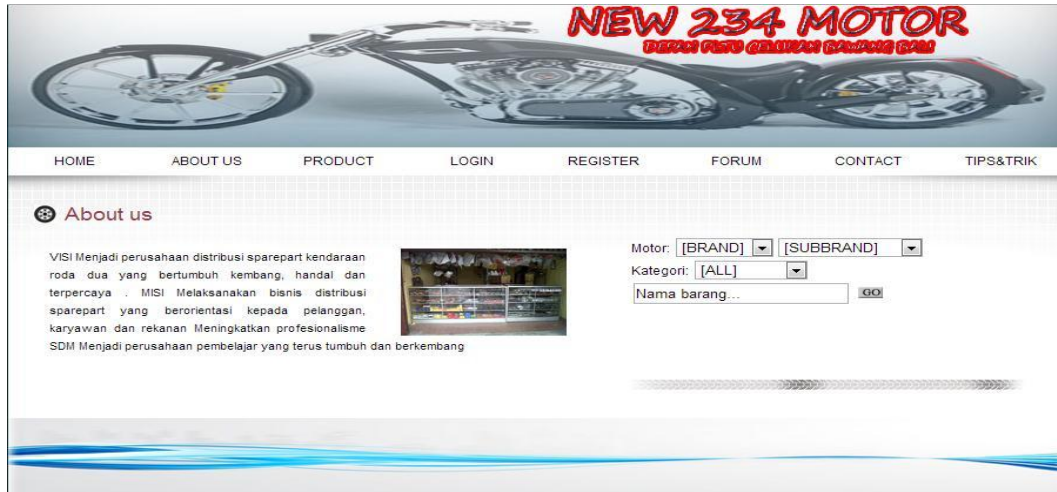 NEW 234 MOTOR
HOME ABOUT US PRODUCT LOGIN REGISTER FORUM CONTACT TIPS&TRIK
About us
VISI Menjadi perusahaan distribusi sparepart kendaraan
roda dua yang bertumbuh kembang, handal dan
terpercaya . MISI Melaksanakan bisnis distribusi
sparepart yang berorientasi kepada pelanggan,
karyawan dan rekanan Meningkatkan profesionalisme
SDM Menjadi perusahaan pembelajar yang terus tumbuh dan berkembang
Motor: [BRAND] [SUBBRAND]
Kategori: [ALL]
Nama barang... GO